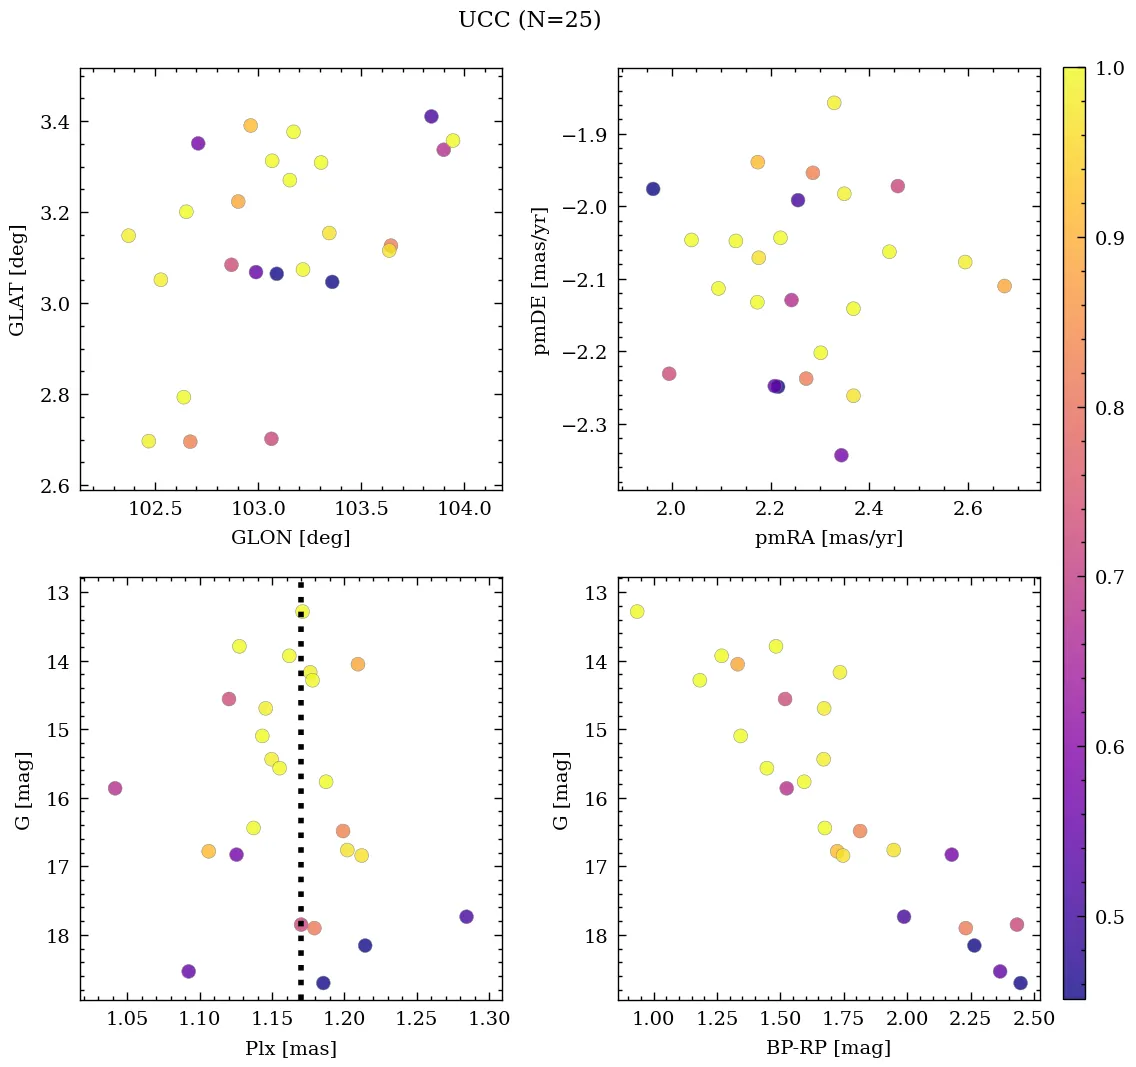 UCC (N=25)
3.4
3.2
3.0
2.8
2.6
GLAT [deg]
102.5 103.0 103.5 104.0
GLON [deg]
−1.9
−2.0
−2.1
−2.2
−2.3
pmDE [mas/yr]
2.0 2.2 2.4 2.6
pmRA [mas/yr]
13
14
15
16
17
18
G [mag]
1.05 1.10 1.15 1.20 1.25 1.30
Plx [mas]
13
14
15
16
17
18
G [mag]
1.00 1.25 1.50 1.75 2.00 2.25 2.50
BP-RP [mag]
1.0
0.9
0.8
0.7
0.6
0.5